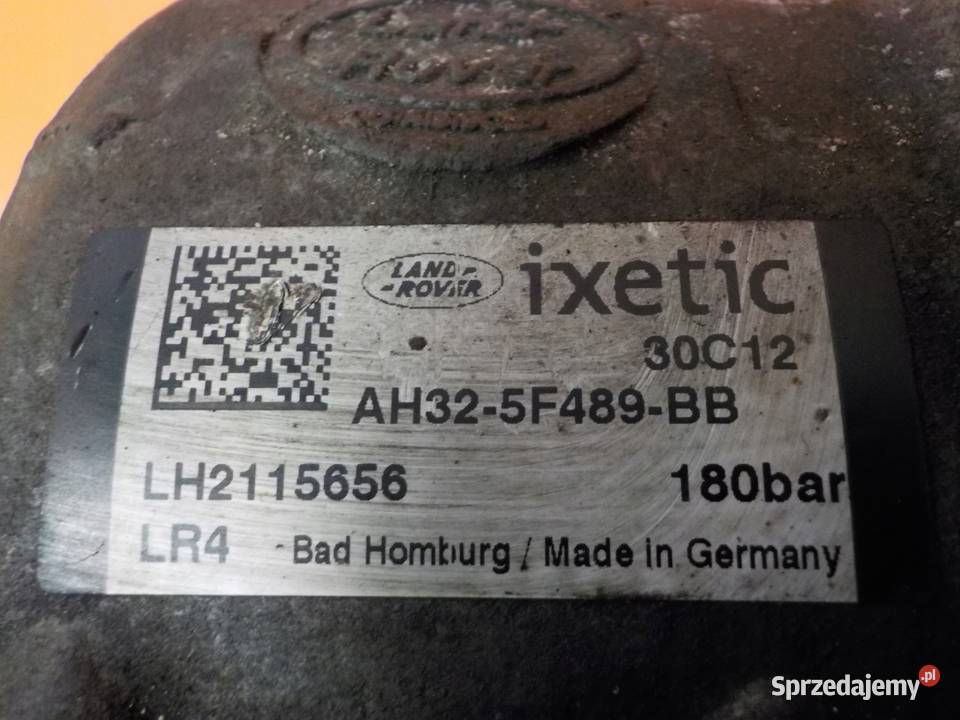 LAND-
-ROVER
ixetic
30C12
AH32-5F489-BB
LH2115656
180bar
LR4
-Bad Homburg / Made in Germany
Sprzedajemy.pl